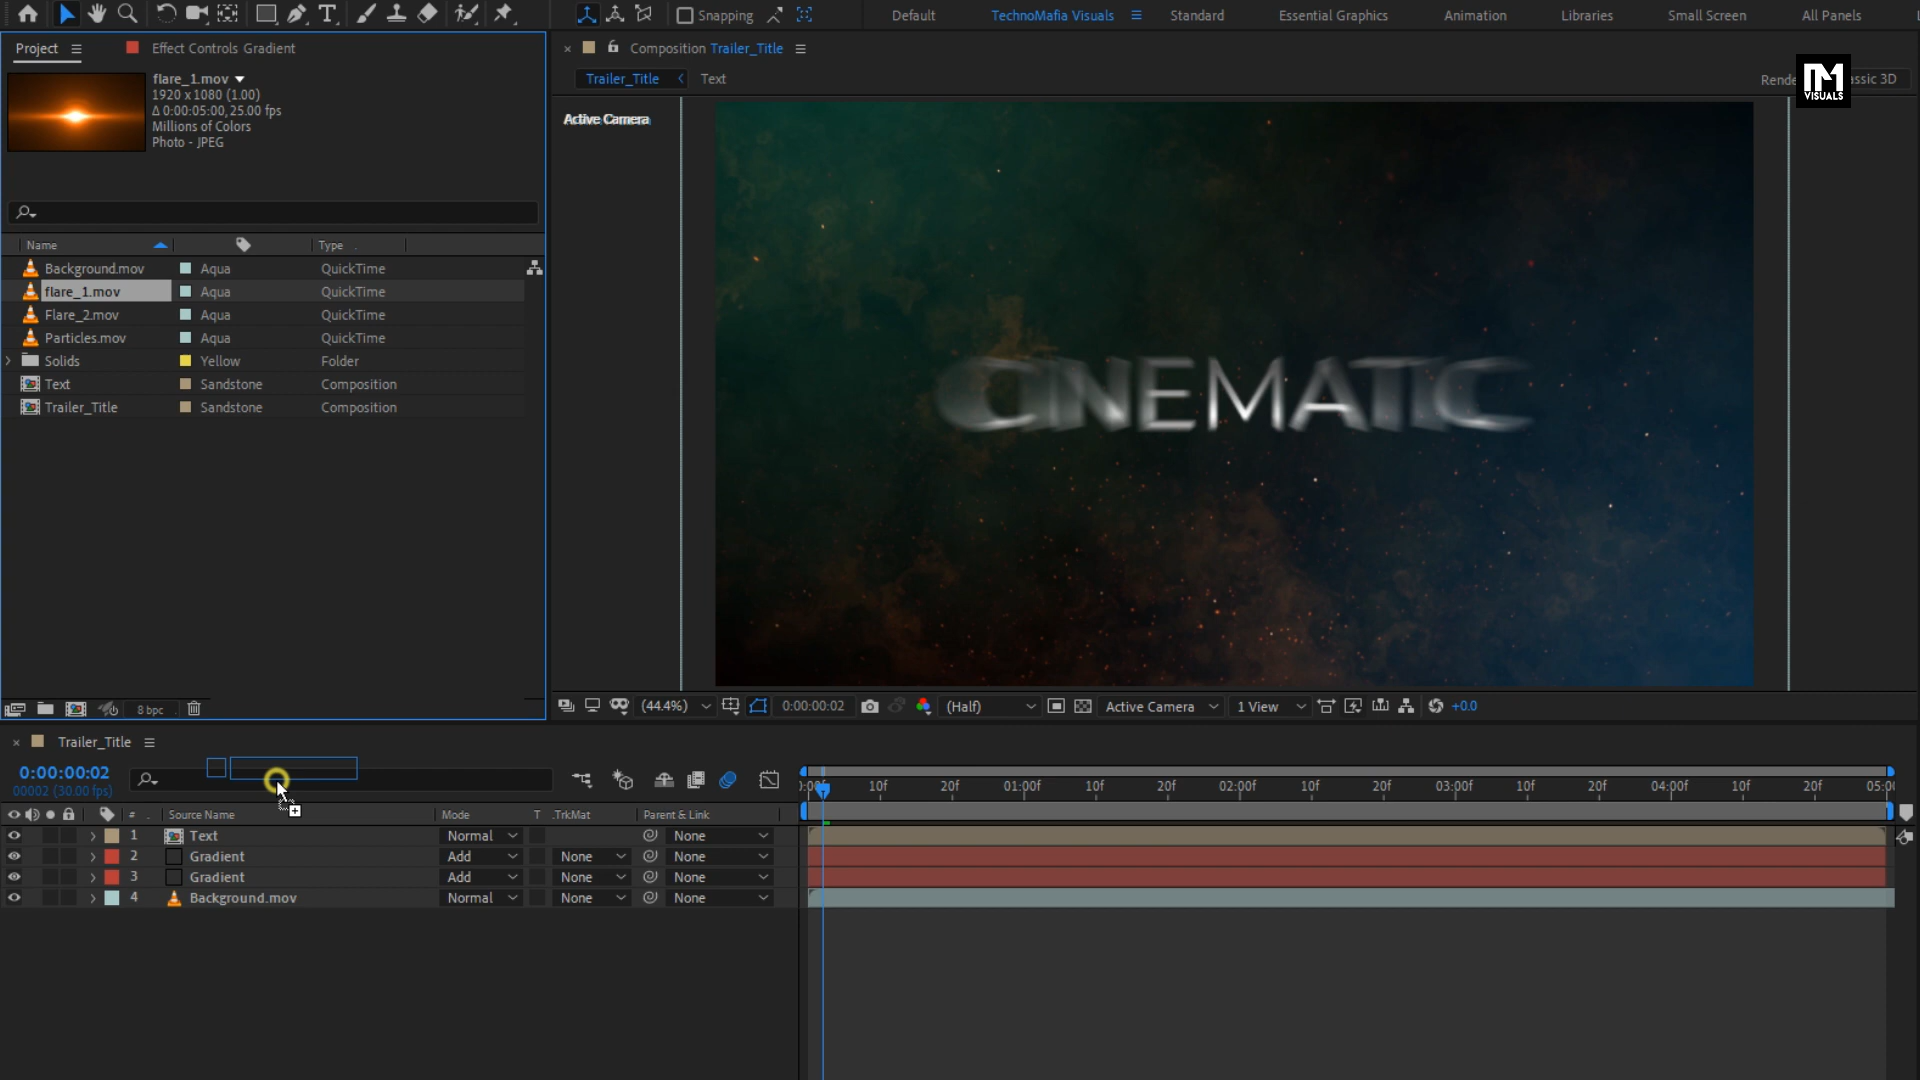 Snapping
Default
TechnoMafia Visuals
Standard
Essential Graphics
Animation
Libraries
Small Screen
All Panels
Project
Effect Controls Gradient
Composition Trailer_Title
Trailer_Title
Text
assic 3D
VISUALS
flare_1.mov
1920 x 1080 (1.00)
Δ 0:00:05:00, 25.00 fps
Millions of Colors
Photo - JPEG
Active Camera
CINEMATIC
Name Type
Background.mov Aqua QuickTime
flare_1.mov Aqua QuickTime
Flare_2.mov Aqua QuickTime
Particles.mov Aqua QuickTime
Solids Yellow Folder
Text Sandstone Composition
Trailer_Title Sandstone Composition
8 bpc
(44.4%) 0:00:00:02 (Half) Active Camera 1 View +0.0
Trailer_Title
0:00:00:02
00002 (30.00 fps)
10f 20f 01:00f 10f 20f 02:00f 10f 20f 03:00f 10f 20f 04:00f 10f 20f
# Source Name Mode T .TrkMat Parent & Link
1 Text Normal None
2 Gradient Add None None
3 Gradient Add None None
4 Background.mov Normal None None